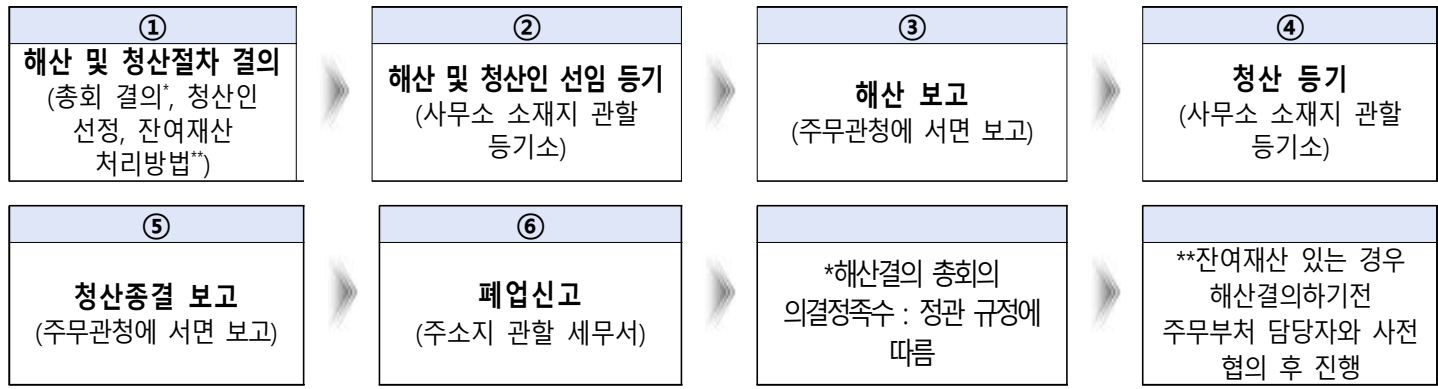 ①
해산 및 청산절차 결의
(총회 결의*, 청산인
선정, 잔여재산
처리방법**)
②
해산 및 청산인 선임 등기
(사무소 소재지 관할
등기소)
③
해산 보고
(주무관청에 서면 보고)
④
청산 등기
(사무소 소재지 관할
등기소)
⑤
청산종결 보고
(주무관청에 서면 보고)
⑥
폐업신고
(주소지 관할 세무서)
*해산결의 총회의
의결정족수 : 정관 규정에
따름
**잔여재산 있는 경우
해산결의하기전
주무부처 담당자와 사전
협의 후 진행